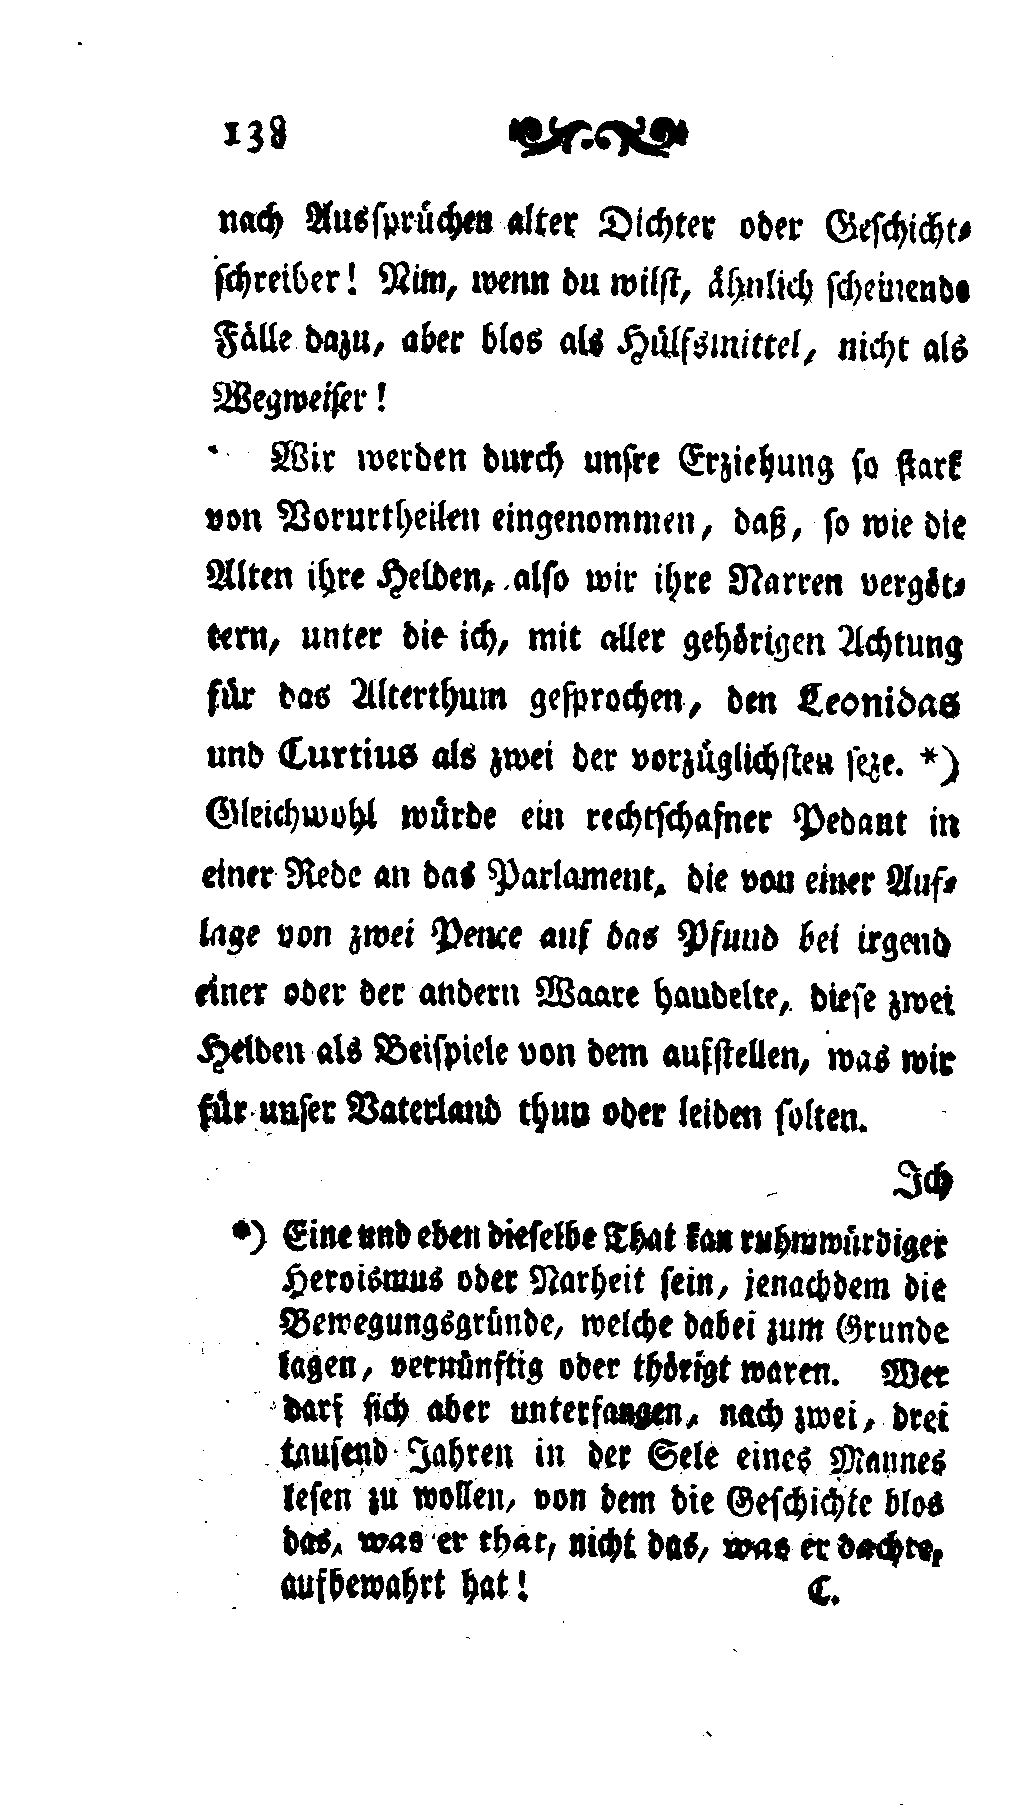 138
nach Ausſprüchen alter Dichter oder Geſchicht-
ſchreiber! Nim, wenn du wilſt, ähnlich ſcheinende
Fälle dazu, aber blos als Hülfsmittel, nicht als
Wegweiſer!
Wir werden durch unſre Erziehung ſo ſtark
von Vorurtheilen eingenommen, daß, ſo wie die
Alten ihre Helden, alſo wir ihre Narren vergöt-
tern, unter die ich, mit aller gehörigen Achtung
für das Alterthum geſprochen, den Leonidas
und Curtius als zwei der vorzüglichſten ſeze. *)
Gleichwohl würde ein rechtſchafner Pedant in
einer Rede an das Parlament, die von einer Auf-
lage von zwei Pence auf das Pfund bei irgend
einer oder der andern Waare handelte, dieſe zwei
Helden als Beiſpiele von dem aufſtellen, was wir
für unſer Vaterland thun oder leiden ſolten.
Ich
*) Eine und eben dieſelbe That kan ruhmwürdiger
Heroismus oder Narheit ſein, jenachdem die
Bewegungsgründe, welche dabei zum Grunde
lagen, vernünftig oder thörigt waren. Wer
darf ſich aber unterfangen, nach zwei, drei
tauſend Jahren in der Sele eines Mannes
leſen zu wollen, von dem die Geſchichte blos
das, was er that, nicht das, was er dachte,
aufbewahrt hat! C.